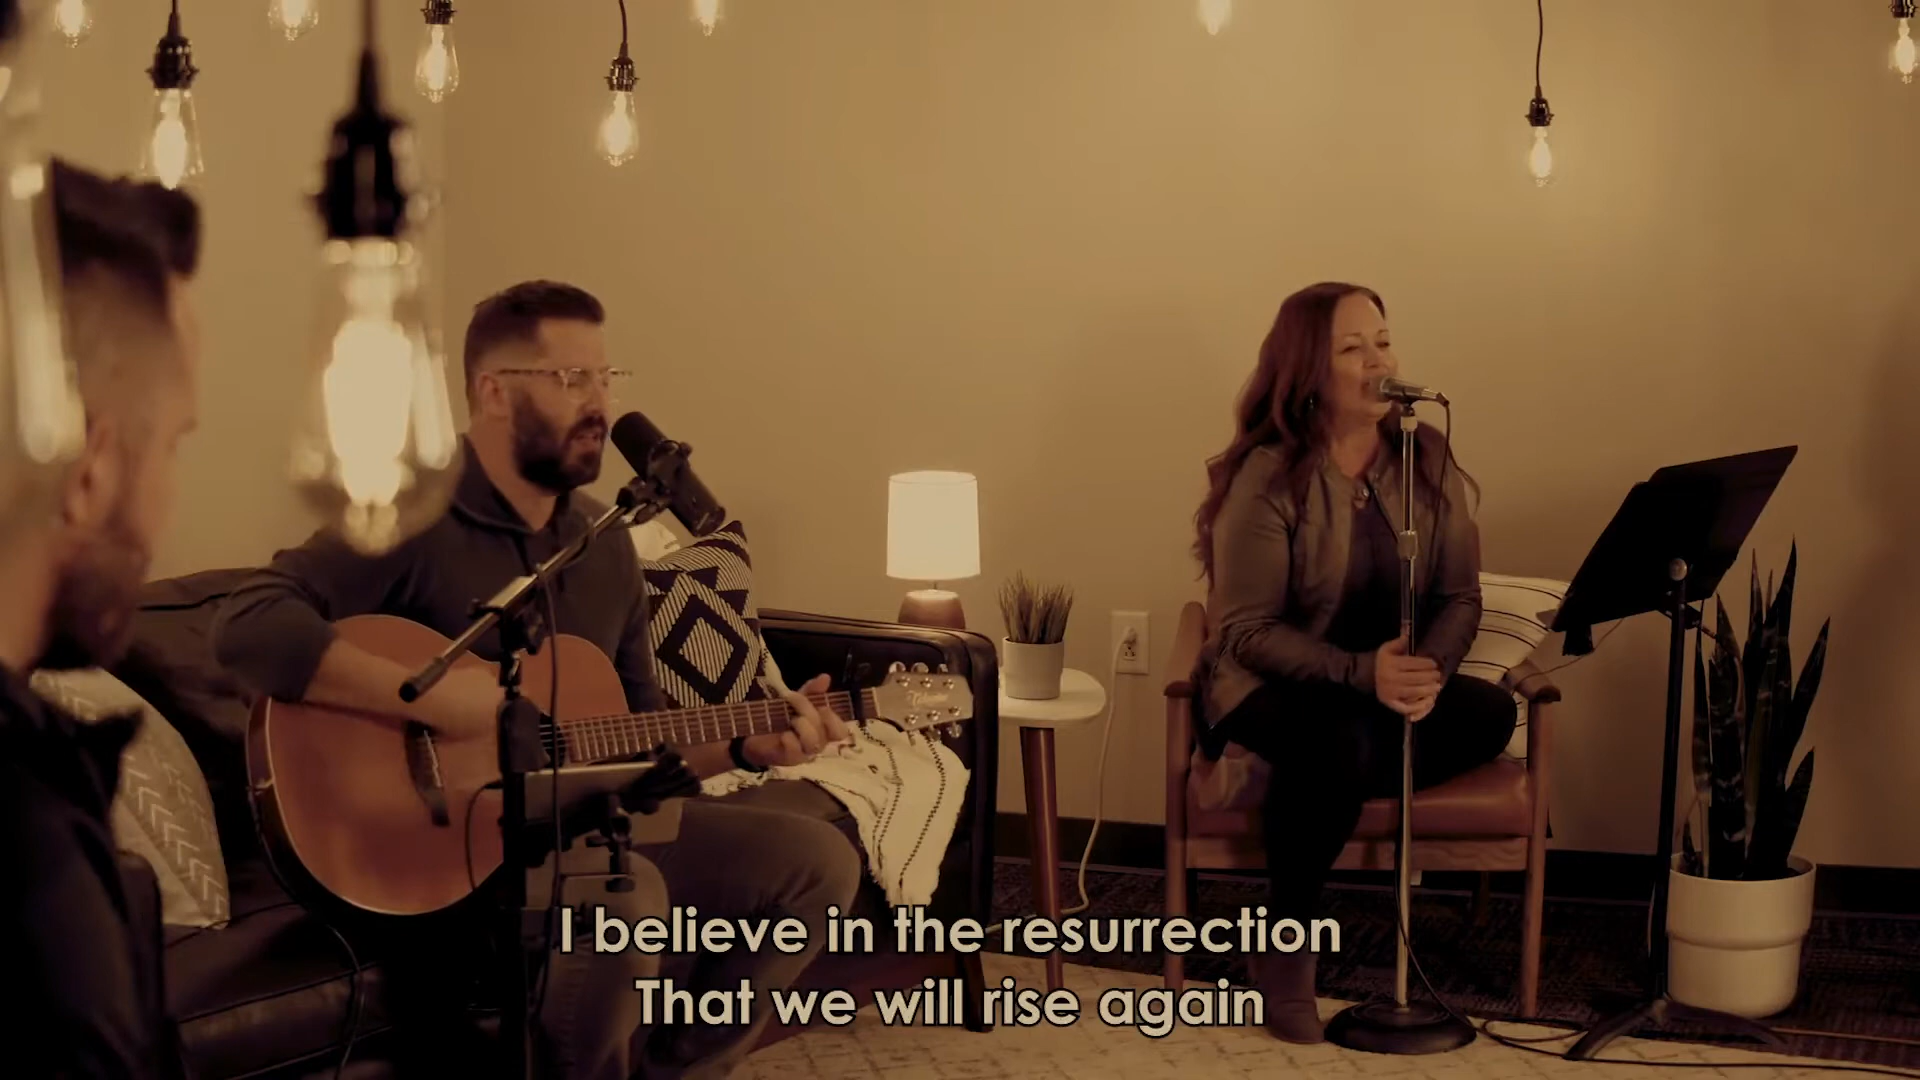 I believe in the resurrection
That we will rise again